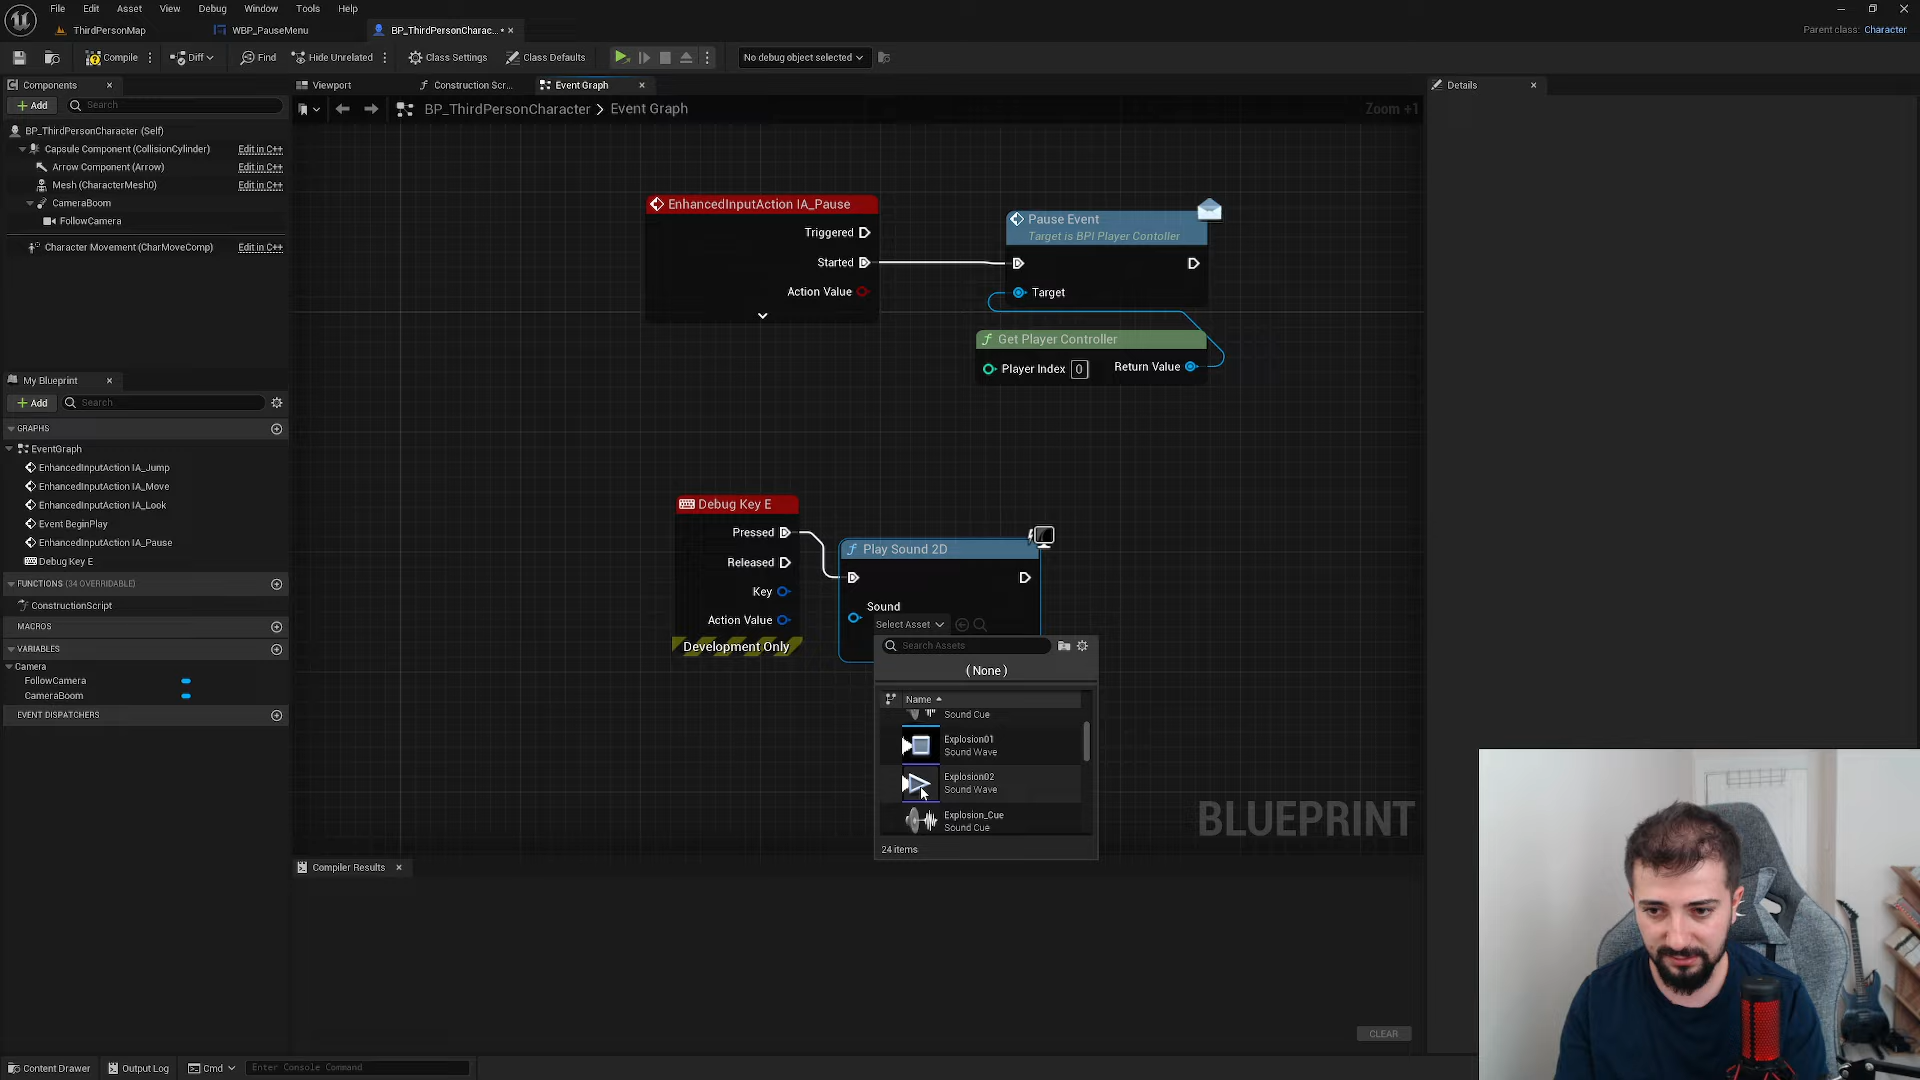 File Edit Asset View Debug Window Tools Help
ThirdPersonMap
WBP_PauseMenu
BP_ThirdPersonCharac... •
Parent class: Character
Compile
Diff
Find
Hide Unrelated
Class Settings
Class Defaults
No debug object selected
Components
Add
Search
BP_ThirdPersonCharacter (Self)
Capsule Component (CollisionCylinder) Edit in C++
Arrow Component (Arrow) Edit in C++
Mesh (CharacterMesh0) Edit in C++
CameraBoom
FollowCamera
Character Movement (CharMoveComp) Edit in C++
My Blueprint
Add
Search
GRAPHS
EventGraph
EnhancedInputAction IA_Jump
EnhancedInputAction IA_Move
EnhancedInputAction IA_Look
Event BeginPlay
EnhancedInputAction IA_Pause
Debug Key E
FUNCTIONS (34 OVERRIDABLE)
ConstructionScript
MACROS
VARIABLES
Camera
FollowCamera
CameraBoom
EVENT DISPATCHERS
Viewport
Construction Scr...
Event Graph
BP_ThirdPersonCharacter > Event Graph
Zoom +1
EnhancedInputAction IA_Pause
Triggered
Started
Action Value
Pause Event
Target is BPI Player Contoller
Target
Get Player Controller
Player Index 0
Return Value
Debug Key E
Pressed
Released
Key
Action Value
Development Only
Play Sound 2D
Sound
Select Asset
Search Assets
( None )
Name
Sound Cue
Explosion01
Sound Wave
Explosion02
Sound Wave
Explosion_Cue
Sound Cue
24 items
BLUEPRINT
Details
Compiler Results
CLEAR
Content Drawer
Output Log
Cmd
Enter Console Command